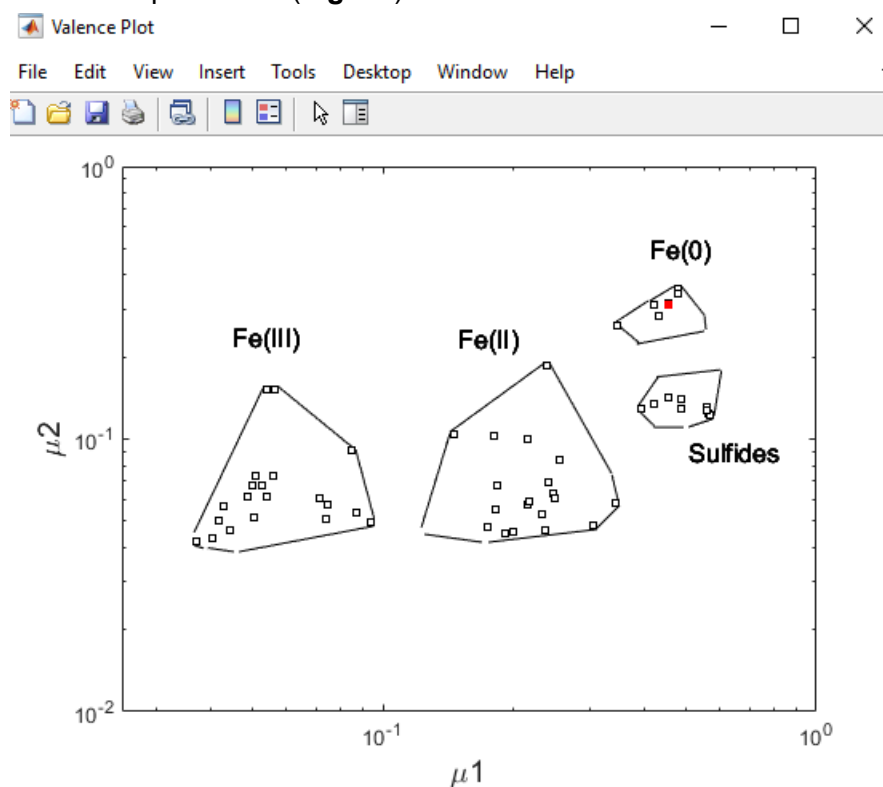 Valence Plot
File Edit View Insert Tools Desktop Window Help
10^0
Fe(0)
Fe(III)
Fe(II)
10^-1
μ2
Sulfides
10^-2
10^-1
10^0
μ1